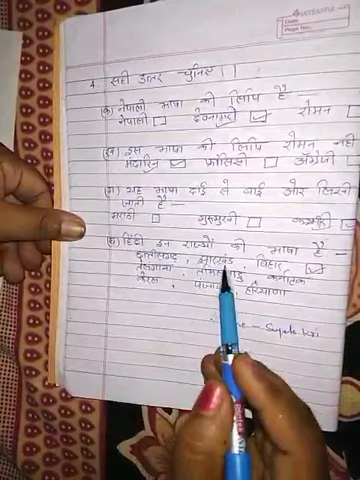 4. सही उत्तर चुनिए ।।
(क) नेपाली भाषा की लिपि है —
नेपाली देवनागरी रोमन
(ख) इस भाषा की लिपि रोमन नहीं
मंदारिन फ्रांसिसी अंग्रेजी
(ग) यह भाषा दाईं से बाईं ओर लिखी
जाती है —
मराठी गुरुमुखी कश्मीरी
(घ) हिंदी इन राज्यों की भाषा है —
छत्तीसगढ़, झारखंड, बिहार
तेलंगाना, तमिलनाडु, कर्नाटक
केरल, पंजाब, हरियाणा